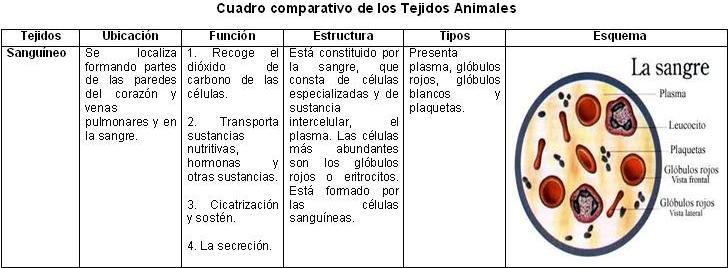 Cuadro comparativo de los Tejidos Animales
Tejidos
Ubicación
Función
Estructura
Tipos
Esquema
Sanguíneo
Se localiza
formando partes
de las paredes
del corazón y
venas
pulmonares y en
la sangre.
1. Recoge el
dióxido de
carbono de las
células.
2. Transporta
sustancias
nutritivas,
hormonas y
otras sustancias.
3. Cicatrización
y sostén.
4. La secreción.
Está constituido por
la sangre, que
consta de células
especializadas y de
sustancia
intercelular, el
plasma. Las células
más abundantes
son los glóbulos
rojos o eritrocitos.
Está formado por
las células
sanguíneas.
Presenta
plasma, glóbulos
rojos, glóbulos
blancos y
plaquetas.
La sangre
Plasma
Leucocito
Plaquetas
Glóbulos rojos
Vista frontal
Glóbulos rojos
Vista lateral